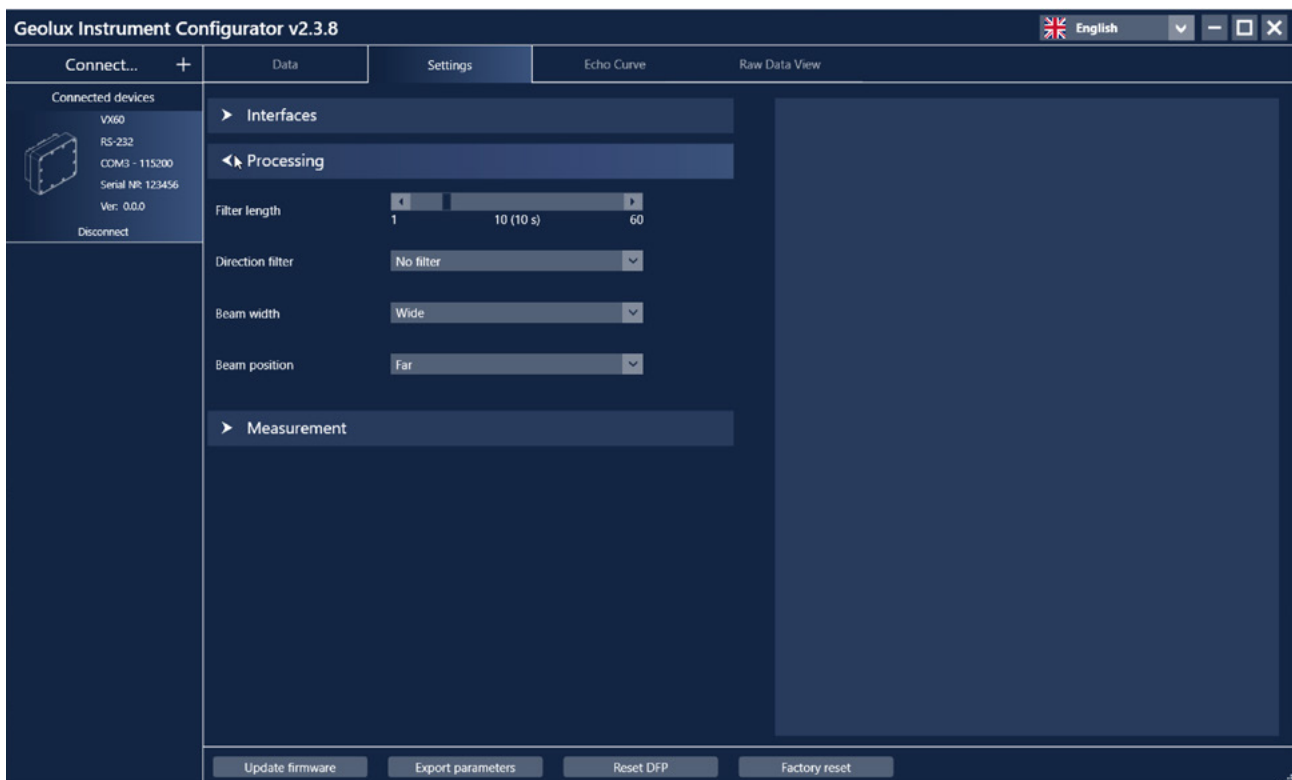 Geolux Instrument Configurator v2.3.8
English
Connect... +
Data
Settings
Echo Curve
Raw Data View
Connected devices
VX60
RS-232
COM3 - 115200
Serial №: 123456
Ver: 0.0.0
Disconnect
Interfaces
Processing
Filter length
1 10 (10 s) 60
Direction filter No filter
Beam width Wide
Beam position Far
Measurement
Update firmware
Export parameters
Reset DFP
Factory reset